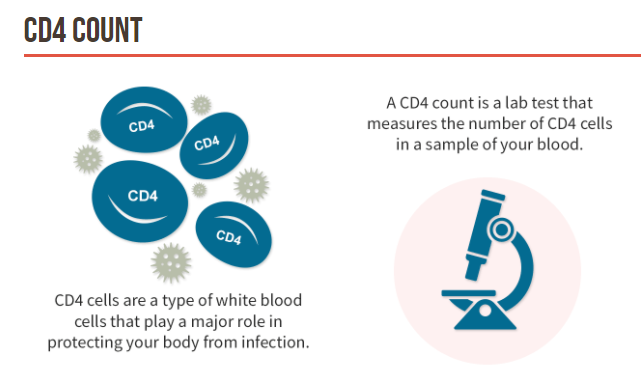 CD4 COUNT
CD4
CD4
CD4
CD4
CD4 cells are a type of white blood
cells that play a major role in
protecting your body from infection.
A CD4 count is a lab test that
measures the number of CD4 cells
in a sample of your blood.